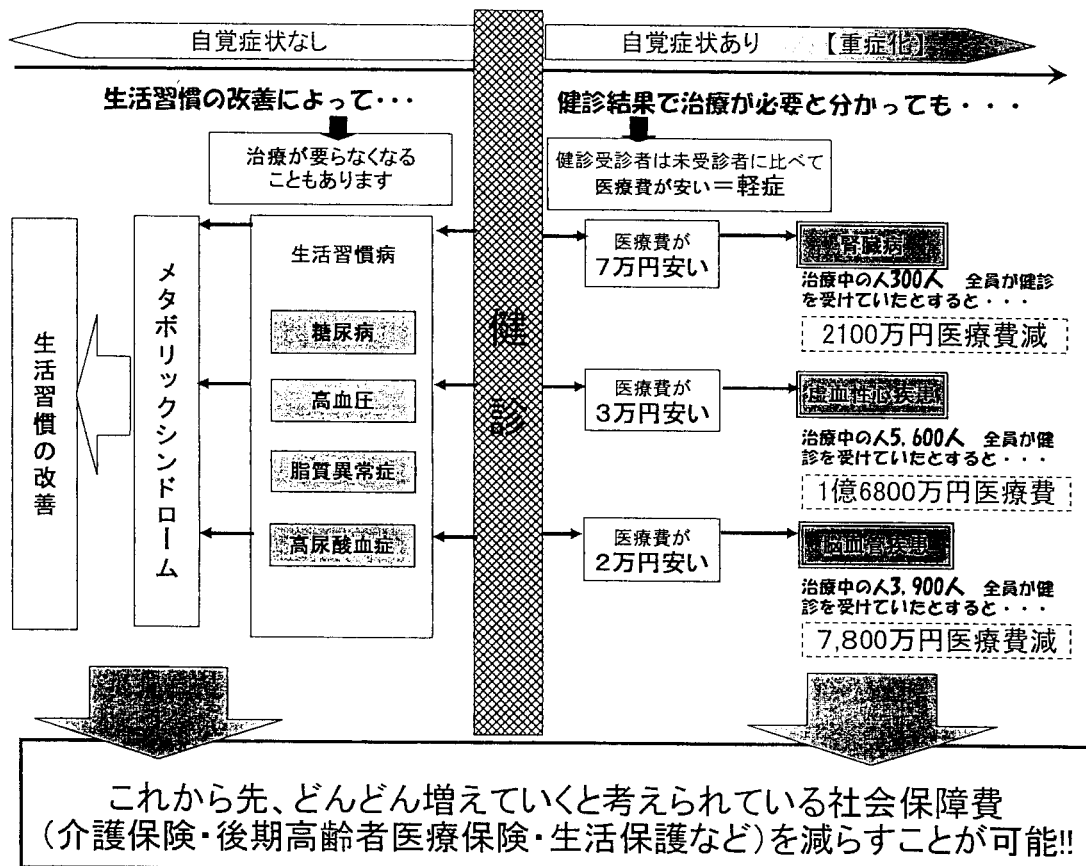 自覚症状なし
自覚症状あり 【重症化】
生活習慣の改善によって・・・
健診結果で治療が必要と分かっても・・・
治療が要らなくなる
こともあります
健診受診者は未受診者に比べて
医療費が安い＝軽症
生活習慣の改善
メタボリックシンドローム
生活習慣病
糖尿病
高血圧
脂質異常症
高尿酸血症
健診
医療費が
7万円安い
腎臓病
治療中の人300人　全員が健診
を受けていたとすると・・・
2100万円医療費減
医療費が
3万円安い
虚血性心疾患
治療中の人5,600人　全員が健
診を受けていたとすると・・・
1億6800万円医療費
医療費が
2万円安い
脳血管疾患
治療中の人3,900人　全員が健
診を受けていたとすると・・・
7,800万円医療費減
これから先、どんどん増えていくと考えられている社会保障費
（介護保険・後期高齢者医療保険・生活保護など）を減らすことが可能!!